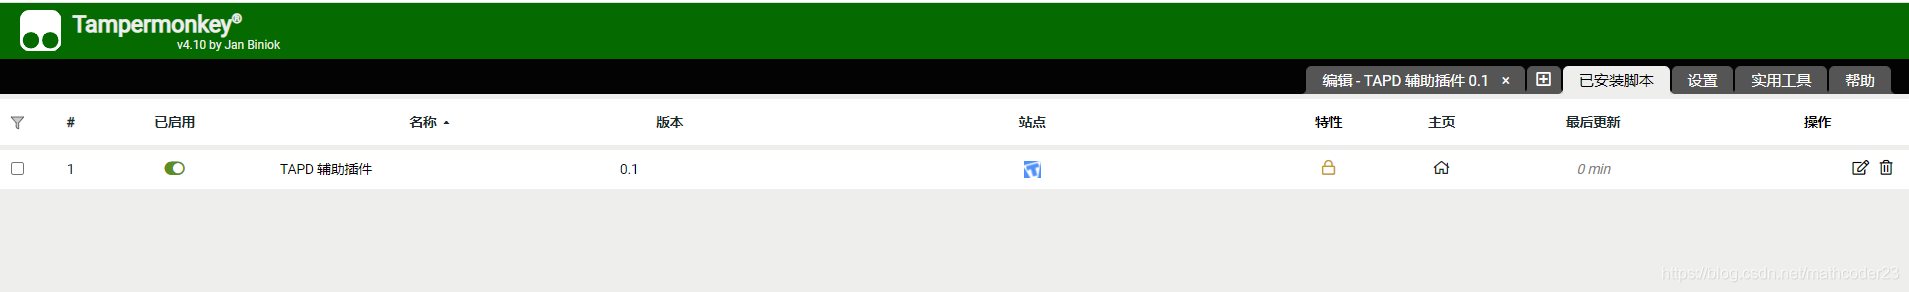 Tampermonkey®
v4.10 by Jan Biniok
编辑 - TAPD 辅助插件 0.1 × 已安装脚本 设置 实用工具 帮助
# 已启用 名称 版本 站点 特性 主页 最后更新 操作
1 TAPD 辅助插件 0.1 0 min
https://blog.csdn.net/mathcoder23